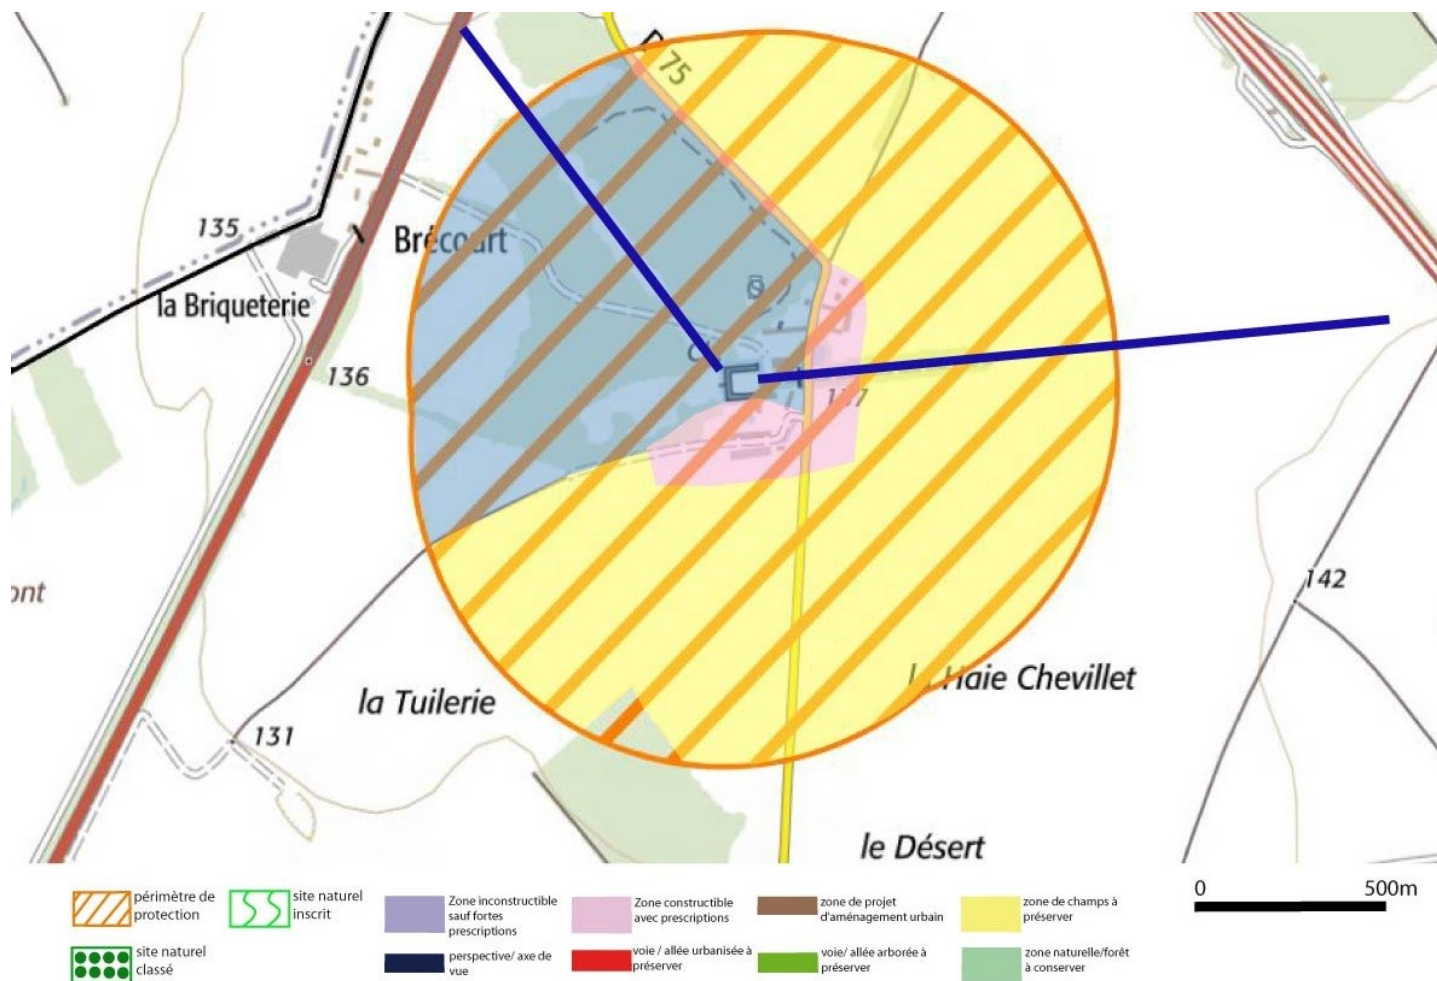 D 75
135
Brécourt
la Briqueterie
136
137
142
ont
la Haie Chevillet
la Tuilerie
131
le Désert
0 500m
périmètre de
protection
site naturel
inscrit
Zone inconstructible
sauf fortes
prescriptions
Zone constructible
avec prescriptions
zone de projet
d'aménagement urbain
zone de champs à
préserver
site naturel
classé
perspective/ axe de
vue
voie / allée urbanisée à
préserver
voie/ allée arborée à
préserver
zone naturelle/forêt
à conserver